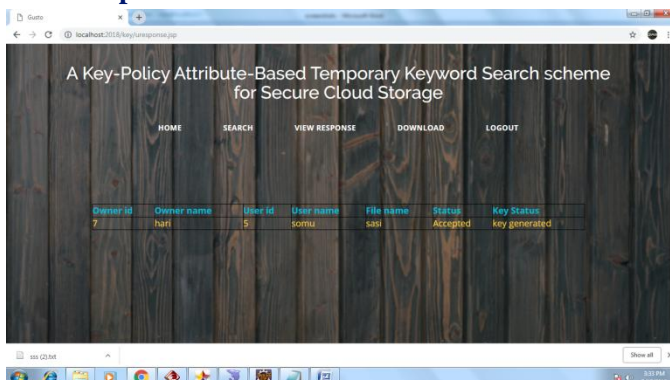 Gusto
localhost:2018/key/uresponse.jsp
A Key-Policy Attribute-Based Temporary Keyword Search scheme
for Secure Cloud Storage
HOME SEARCH VIEW RESPONSE DOWNLOAD LOGOUT
Owner id Owner name User id User name File name Status Key Status
7 hari 5 somu sasi Accepted key generated
sss (2).txt Show all
3:33 PM